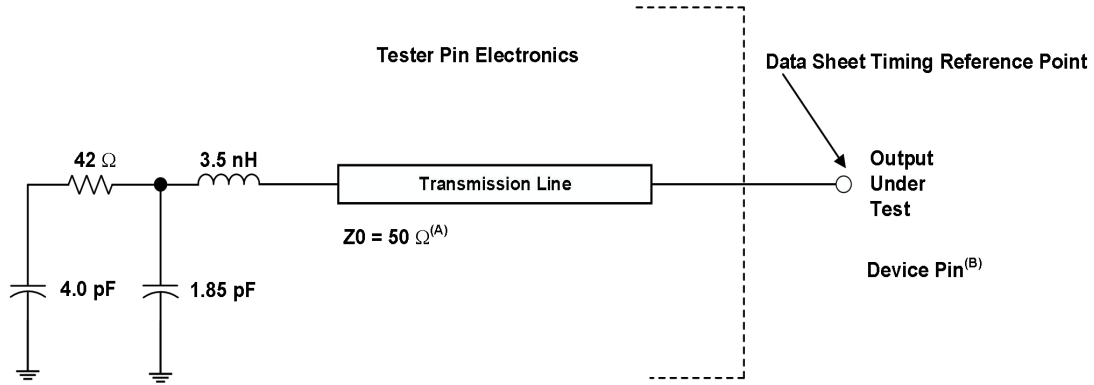 Tester Pin Electronics
Data Sheet Timing Reference Point
42 Ω
3.5 nH
Transmission Line
Output
Under
Test
Z0 = 50 Ω(A)
Device Pin(B)
4.0 pF
1.85 pF